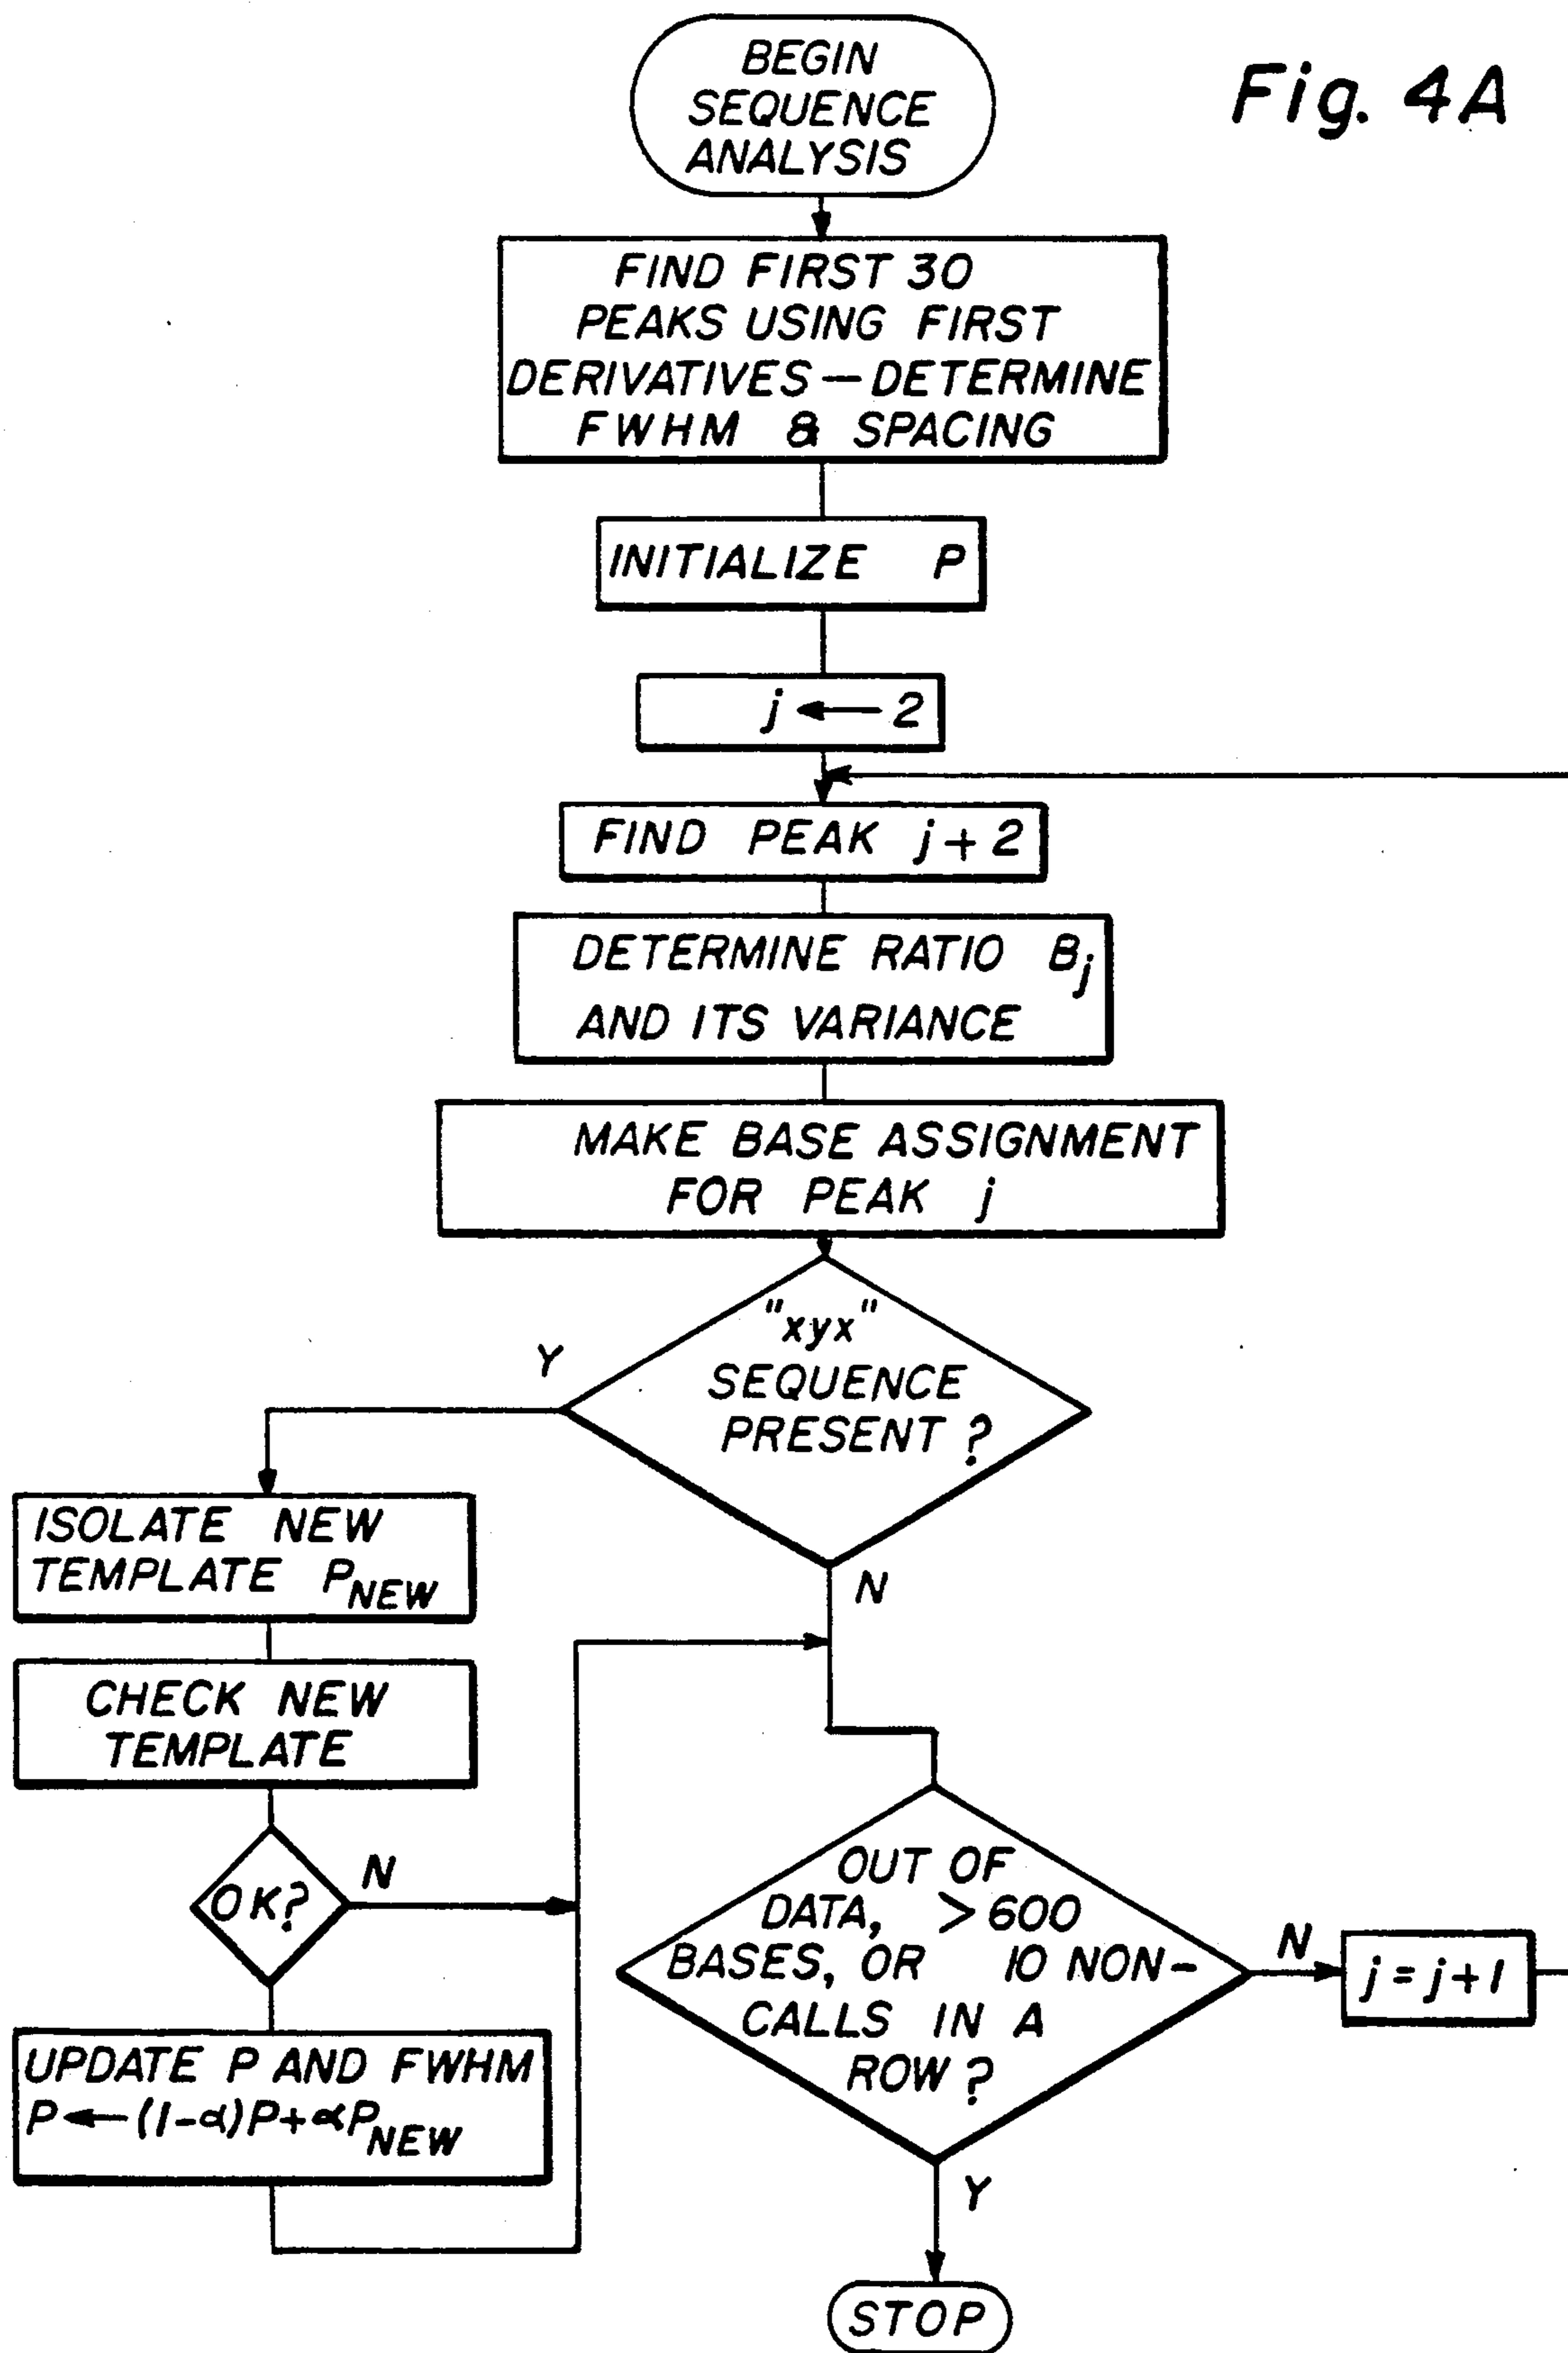 Fig. 4A
BEGIN
SEQUENCE
ANALYSIS
FIND FIRST 30
PEAKS USING FIRST
DERIVATIVES — DETERMINE
FWHM & SPACING
INITIALIZE P
j ← 2
FIND PEAK j + 2
DETERMINE RATIO Bj
AND ITS VARIANCE
MAKE BASE ASSIGNMENT
FOR PEAK j
"xyx"
SEQUENCE
PRESENT ?
Y
N
ISOLATE NEW
TEMPLATE PNEW
CHECK NEW
TEMPLATE
OK?
N
UPDATE P AND FWHM
P ← (1-α)P+αPNEW
OUT OF
DATA, >600
BASES, OR 10 NON-
CALLS IN A
ROW ?
N
j = j+1
Y
STOP